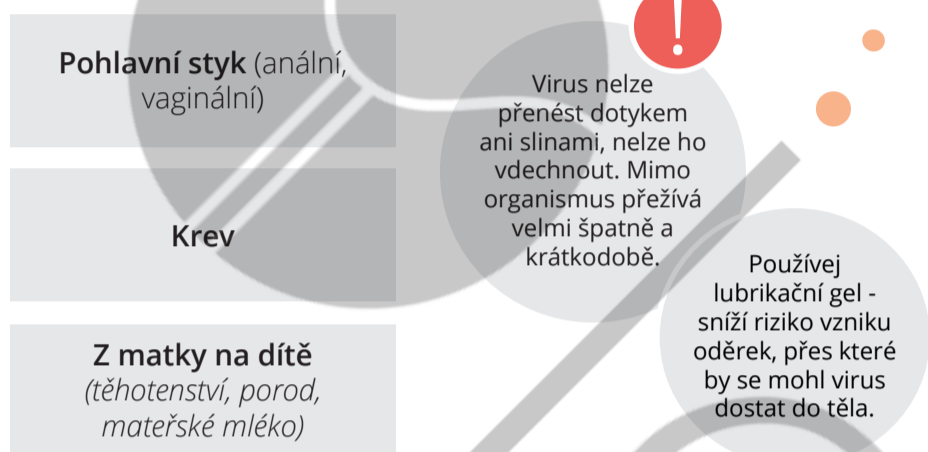 Pohlavní styk (anální,
vaginální)
Krev
Z matky na dítě
(těhotenství, porod,
mateřské mléko)
!
Virus nelze
přenést dotykem
ani slinami, nelze ho
vdechnout. Mimo
organismus přežívá
velmi špatně a
krátkodobě.
Používej
lubrikační gel -
sníží riziko vzniku
oděrek, přes které
by se mohl virus
dostat do těla.